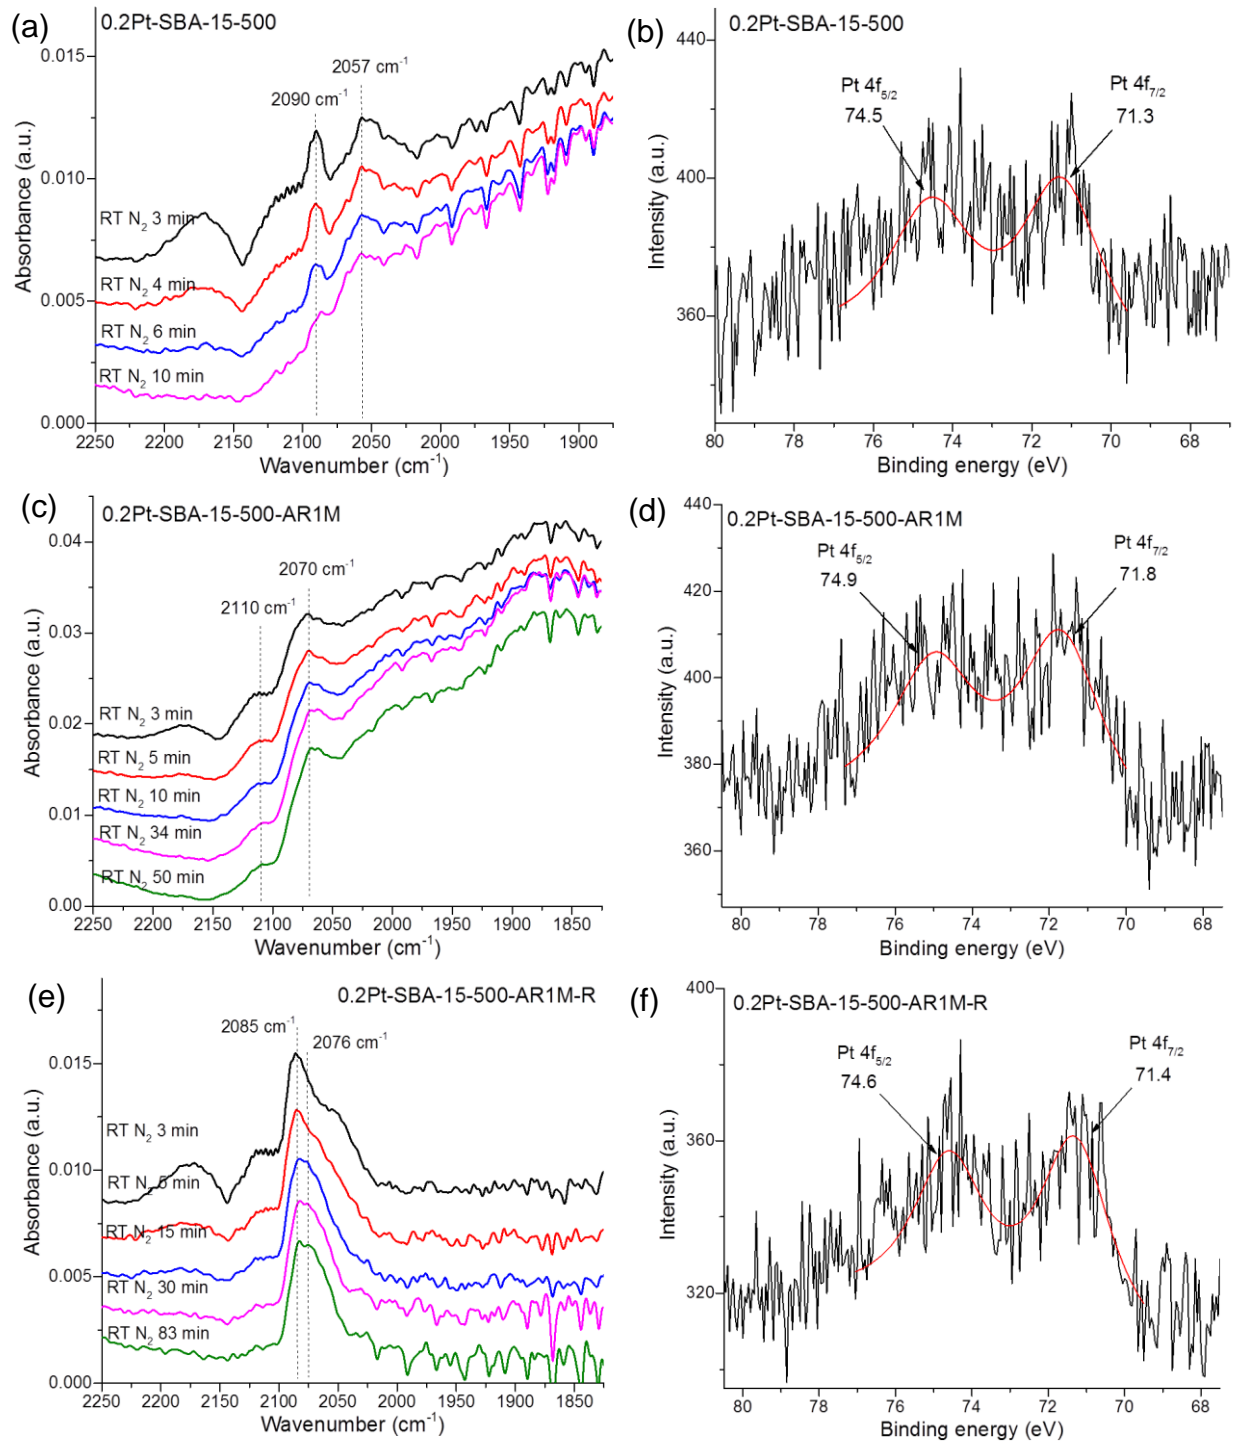 (a)
0.2Pt-SBA-15-500
2090 cm⁻¹
2057 cm⁻¹
RT N₂ 3 min
RT N₂ 4 min
RT N₂ 6 min
RT N₂ 10 min
0.015
0.010
0.005
0.000
Absorbance (a.u.)
2250 2200 2150 2100 2050 2000 1950 1900
Wavenumber (cm⁻¹)
(b)
0.2Pt-SBA-15-500
Pt 4f₅/₂
74.5
Pt 4f₇/₂
71.3
440
400
360
Intensity (a.u.)
80 78 76 74 72 70 68
Binding energy (eV)
(c)
0.2Pt-SBA-15-500-AR1M
2110 cm⁻¹
2070 cm⁻¹
RT N₂ 3 min
RT N₂ 5 min
RT N₂ 10 min
RT N₂ 34 min
RT N₂ 50 min
0.04
0.03
0.02
0.01
0.00
Absorbance (a.u.)
2250 2200 2150 2100 2050 2000 1950 1900 1850
Wavenumber (cm⁻¹)
(d)
0.2Pt-SBA-15-500-AR1M
Pt 4f₅/₂
74.9
Pt 4f₇/₂
71.8
440
420
400
380
360
Intensity (a.u.)
80 78 76 74 72 70 68
Binding energy (eV)
(e)
0.2Pt-SBA-15-500-AR1M-R
2085 cm⁻¹
2076 cm⁻¹
RT N₂ 3 min
RT N₂ 5 min
RT N₂ 15 min
RT N₂ 30 min
RT N₂ 83 min
0.015
0.010
0.005
0.000
Absorbance (a.u.)
2250 2200 2150 2100 2050 2000 1950 1900 1850
Wavenumber (cm⁻¹)
(f)
0.2Pt-SBA-15-500-AR1M-R
Pt 4f₅/₂
74.6
Pt 4f₇/₂
71.4
400
360
320
Intensity (a.u.)
80 78 76 74 72 70 68
Binding energy (eV)